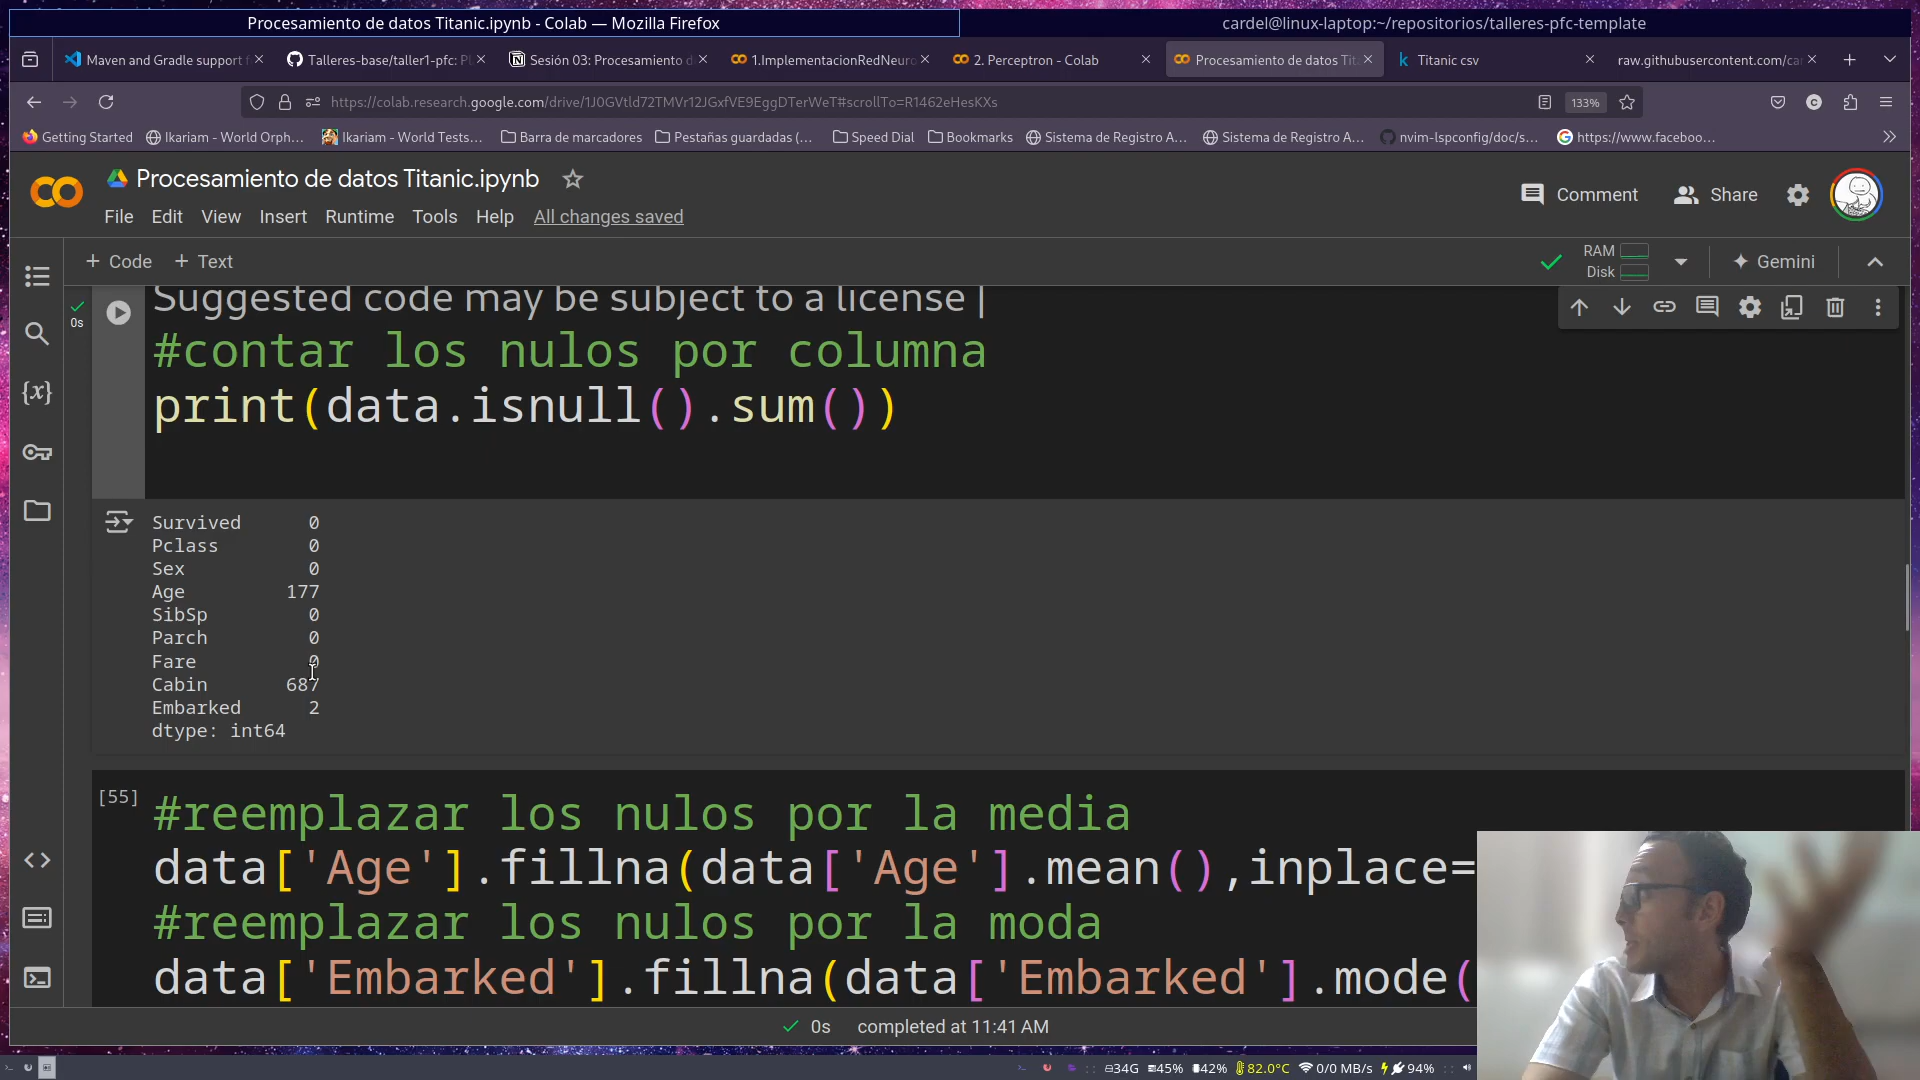 Procesamiento de datos Titanic.ipynb - Colab — Mozilla Firefox
cardel@linux-laptop:~/repositorios/talleres-pfc-template
Maven and Gradle support f
Talleres-base/taller1-pfc: P
Sesión 03: Procesamiento d
1.ImplementacionRedNeuro
2. Perceptron - Colab
Procesamiento de datos Tit
Titanic csv
raw.githubusercontent.com/ca
https://colab.research.google.com/drive/1J0GVtld72TMVr12JGxfVE9EggDTerWeT#scrollTo=R1462eHesKXs
133%
Getting Started
Ikariam - World Orph…
Ikariam - World Tests…
Barra de marcadores
Pestañas guardadas (…
Speed Dial
Bookmarks
Sistema de Registro A…
Sistema de Registro A…
nvim-lspconfig/doc/s…
https://www.faceboo…
Procesamiento de datos Titanic.ipynb
File Edit View Insert Runtime Tools Help All changes saved
Comment
Share
+ Code + Text
RAM
Disk
Gemini
0s
Suggested code may be subject to a license |
#contar los nulos por columna
print(data.isnull().sum())
Survived 0
Pclass 0
Sex 0
Age 177
SibSp 0
Parch 0
Fare 0
Cabin 687
Embarked 2
dtype: int64
[55]
#reemplazar los nulos por la media
data['Age'].fillna(data['Age'].mean(),inplace=
#reemplazar los nulos por la moda
data['Embarked'].fillna(data['Embarked'].mode(
0s completed at 11:41 AM
34G 45% 42% 82.0°C 0/0 MB/s 94%